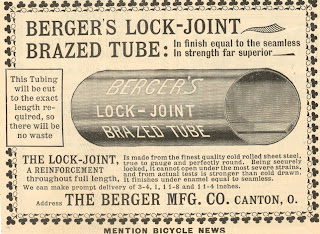 BERGER'S LOCK-JOINT
BRAZED TUBE: In finish equal to the seamless
In strength far superior
This Tubing
will be cut
to the exact
length re-
quired, so
there will be
no waste
BERGER'S
LOCK-JOINT
BRAZED TUBE
THE LOCK-JOINT,
A REINFORCEMENT
throughout full length,
Is made from the finest quality cold rolled sheet steel,
true to gauge and perfectly round. Being securely
locked, it cannot open under the most severe strains,
and from actual tests is stronger than cold drawn.
It finishes under enamel equal to seamless.
We can make prompt delivery of 3-4, 1, 1 1-8 and 1 1-4 inches.
Address THE BERGER MFG. CO. CANTON, O.
MENTION BICYCLE NEWS